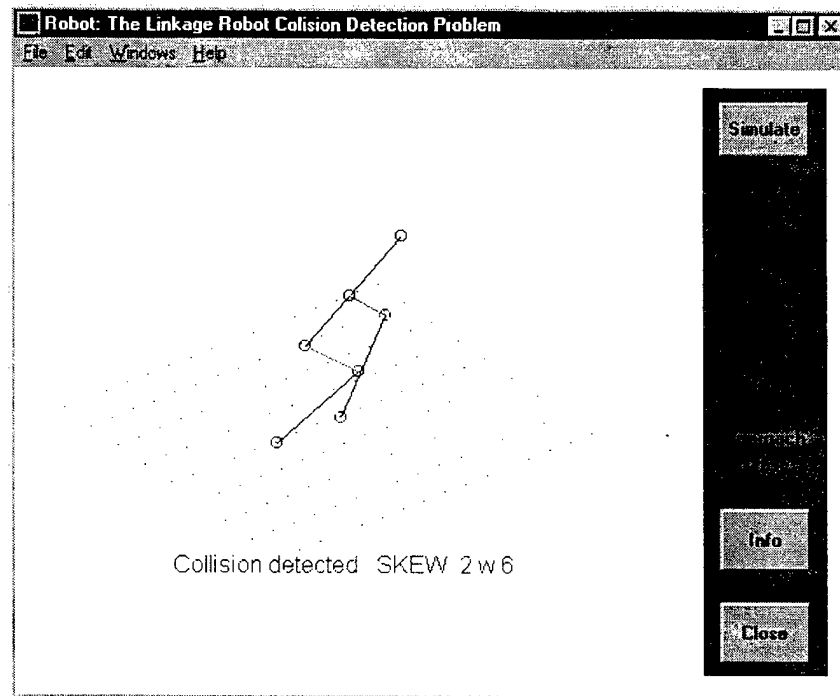 Robot: The Linkage Robot Colision Detection Problem
File Edit Windows Help
Simulate
Info
Close
Collision detected SKEW 2 w 6